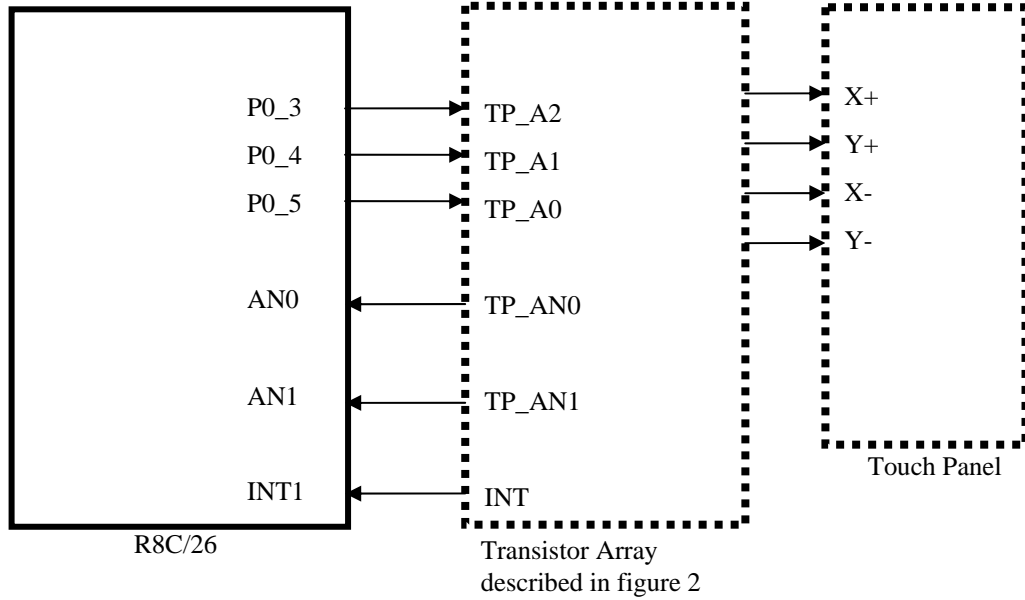 P0_3
P0_4
P0_5
AN0
AN1
INT1
R8C/26
TP_A2
TP_A1
TP_A0
TP_AN0
TP_AN1
INT
Transistor Array
described in figure 2
X+
Y+
X-
Y-
Touch Panel